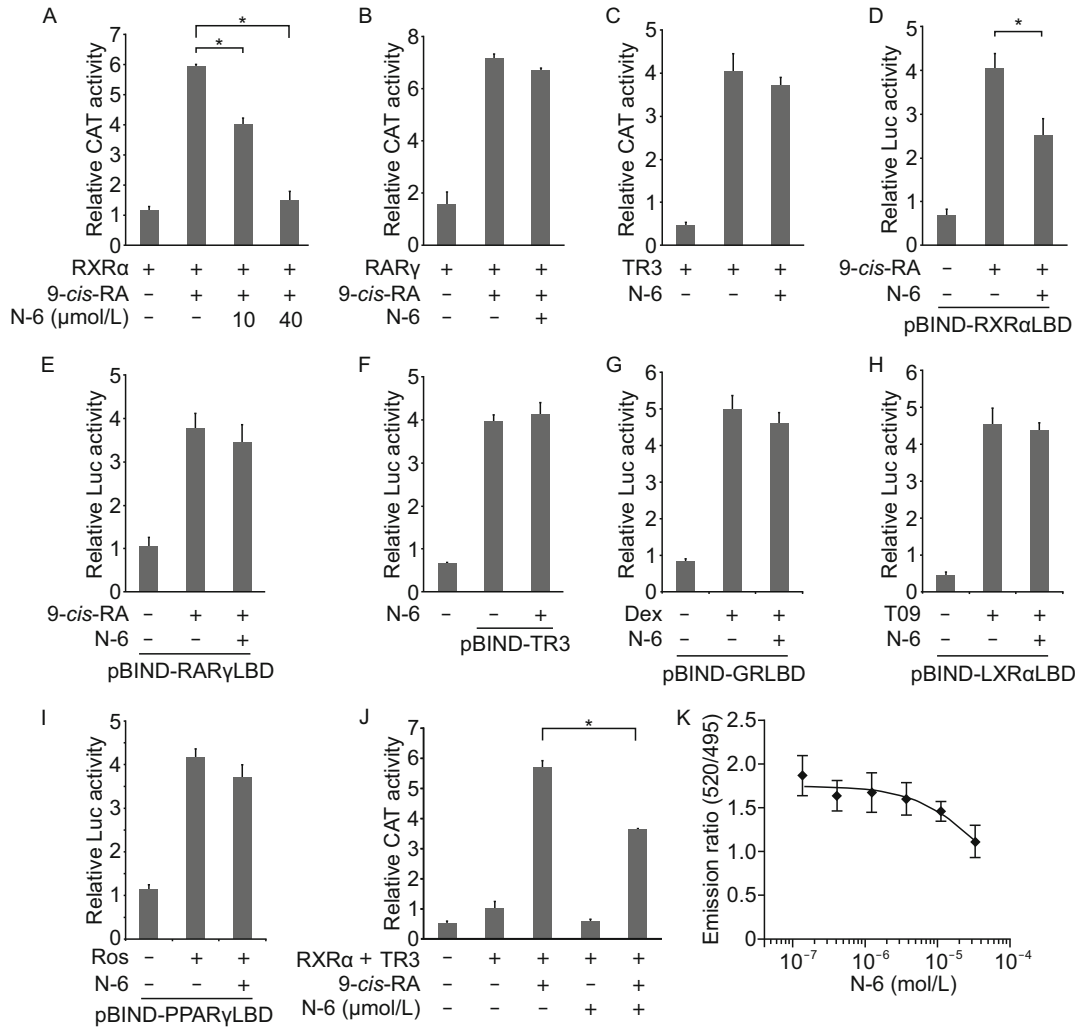 A
Relative CAT activity
7
6
5
4
3
2
1
0
*
*
RXRα + + + +
9-cis-RA – + + +
N-6 (μmol/L) – – 10 40
B
Relative CAT activity
8
6
4
2
0
RARγ + + +
9-cis-RA – + +
N-6 – – +
C
Relative CAT activity
5
4
3
2
1
0
TR3 + + +
N-6 – – +
D
Relative Luc activity
5
4
3
2
1
0
*
9-cis-RA – + +
N-6 – – +
pBIND-RXRαLBD
E
Relative Luc activity
5
4
3
2
1
0
9-cis-RA – + +
N-6 – – +
pBIND-RARγLBD
F
Relative Luc activity
5
4
3
2
1
0
N-6 – – +
pBIND-TR3
G
Relative Luc activity
6
5
4
3
2
1
0
Dex – + +
N-6 – – +
pBIND-GRLBD
H
Relative Luc activity
6
5
4
3
2
1
0
T09 – + +
N-6 – – +
pBIND-LXRαLBD
I
Relative Luc activity
5
4
3
2
1
0
Ros – + +
N-6 – – +
pBIND-PPARγLBD
J
Relative CAT activity
7
6
5
4
3
2
1
0
*
RXRα + TR3 – + + + +
9-cis-RA – – + – +
N-6 (μmol/L) – – – + +
K
Emission ratio (520/495)
2.5
2.0
1.5
1.0
0.5
0
10⁻⁷ 10⁻⁶ 10⁻⁵ 10⁻⁴
N-6 (mol/L)